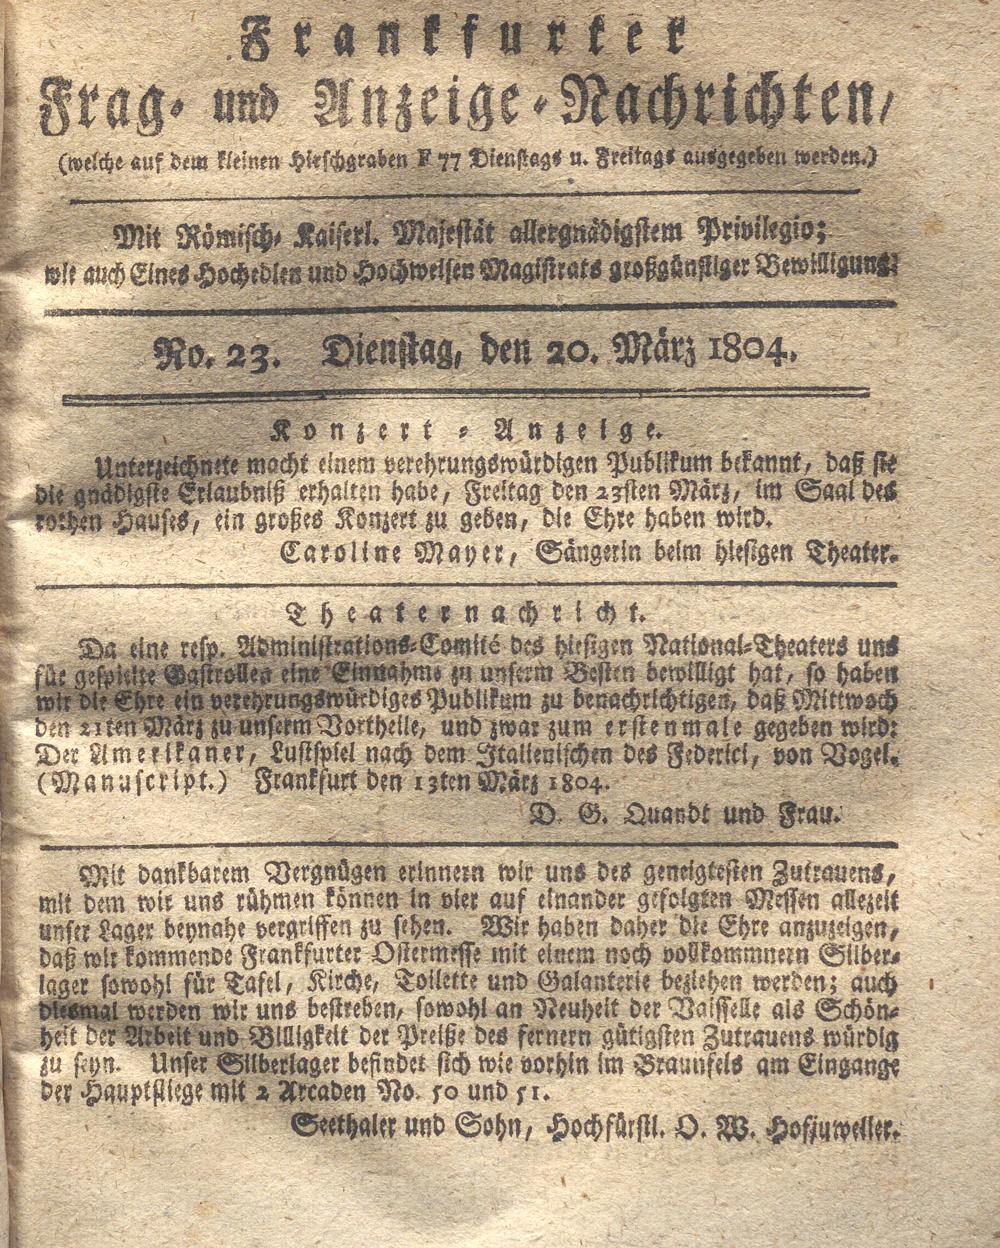 Frankfurter
Frag- und Anzeige-Nachrichten,
(welche auf dem kleinen Hirschgraben F 77 Dienstags u. Freitags ausgegeben werden.)
Mit Römisch- Kaiserl. Majestät allergnädigstem Privilegio;
wie auch Eines Hochedlen und Hochweisen Magistrats großgünstiger Bewilligung:
No. 23. Dienstag, den 20. März 1804.
Konzert-Anzeige.
Unterzeichnete macht einem verehrungswürdigen Publikum bekannt, daß sie
die gnädigste Erlaubniß erhalten habe, Freitag den 23sten März, im Saal des
rothen Hauses, ein großes Konzert zu geben, die Ehre haben wird.
Caroline Mayer, Sängerin beim hiesigen Theater.
Theaternachricht.
Da eine resp. Administrations-Comité des hiesigen National-Theaters uns
für gespielte Gastrollen eine Einnahme zu unserm Besten bewilligt hat, so haben
wir die Ehre ein verehrungswürdiges Publikum zu benachrichtigen, daß Mittwoch
den 21ten März zu unserm Vortheile, und zwar zum erstenmale gegeben wird:
Der Amerikaner, Lustspiel nach dem Italienischen des Federici, von Vogel.
(Manuscript.) Frankfurt den 13ten März 1804.
D. G. Quandt und Frau.
Mit dankbarem Vergnügen erinnern wir uns des geneigtesten Zutrauens,
mit dem wir uns rühmen können in vier auf einander gefolgten Messen allezeit
unser Lager beynahe vergriffen zu sehen. Wir haben daher die Ehre anzuzeigen,
daß wir kommende Frankfurter Ostermesse mit einem noch vollkommnern Silber-
lager sowohl für Tafel, Kirche, Toilette und Galanterie beziehen werden; auch
diesmal werden wir uns bestreben, sowohl an Neuheit der Vaisselle als Schön-
heit der Arbeit und Billigkeit der Preiße des fernern gütigsten Zutrauens würdig
zu seyn. Unser Silberlager befindet sich wie vorhin im Braunfels am Eingange
der Hauptstiege mit 2 Arcaden No. 50 und 51.
Seethaler und Sohn, Hochfürstl. O. W. Hofjuwelier.